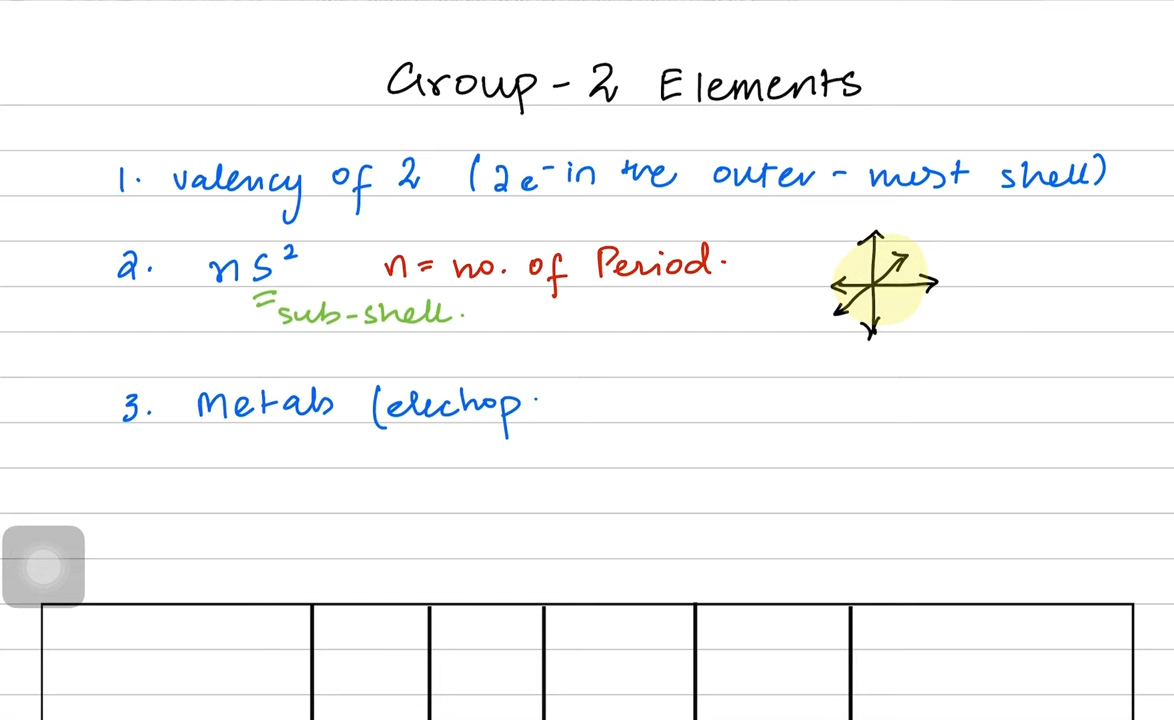 Group - 2 Elements
1. valency of 2 (2e⁻ in the outer - most shell)
2. ns² n = no. of Period.
= sub-shell.
3. Metals (electrop.